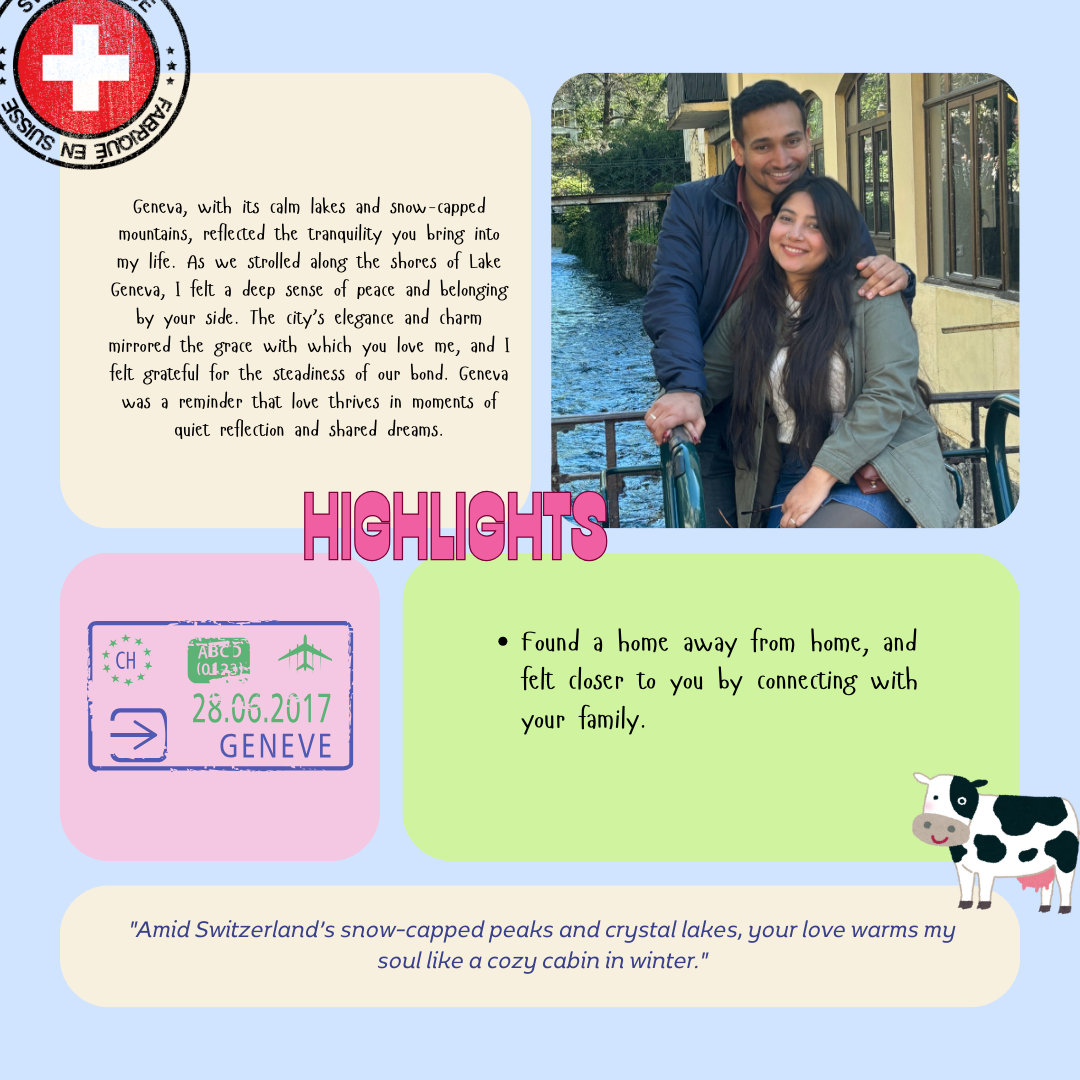 FABRIQUÉ EN SUISSE
Geneva, with its calm lakes and snow-capped
mountains, reflected the tranquility you bring into
my life. As we strolled along the shores of Lake
Geneva, I felt a deep sense of peace and belonging
by your side. The city's elegance and charm
mirrored the grace with which you love me, and I
felt grateful for the steadiness of our bond. Geneva
was a reminder that love thrives in moments of
quiet reflection and shared dreams.
HIGHLIGHTS
CH
ABCD
(0123)
28.06.2017
GENEVE
• Found a home away from home, and
felt closer to you by connecting with
your family.
"Amid Switzerland's snow-capped peaks and crystal lakes, your love warms my
soul like a cozy cabin in winter."